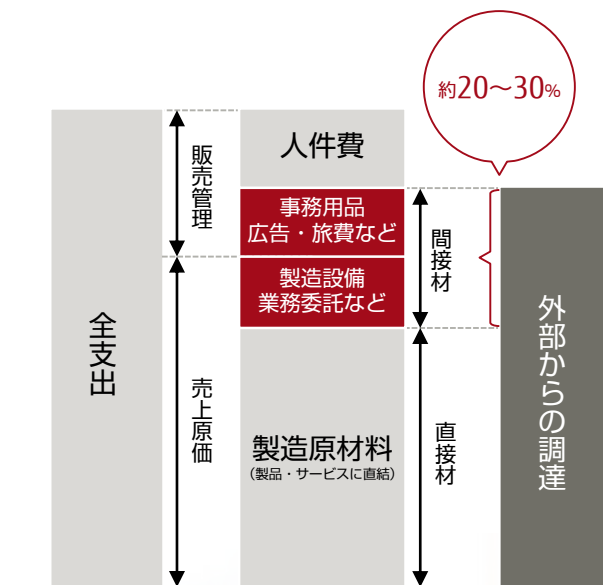 約20〜30%
全支出
販売管理
売上原価
人件費
事務用品
広告・旅費など
製造設備
業務委託など
製造原材料
(製品・サービスに直結)
間接材
直接材
外部からの調達